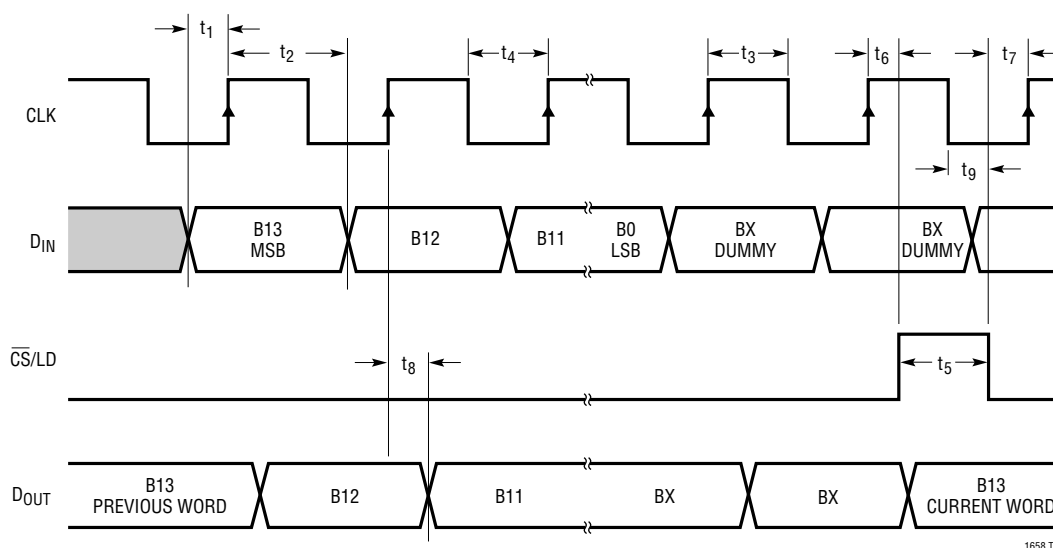 t1
t2
t4
t3
t6
t7
CLK
t9
DIN
B13
MSB
B12
B11
B0
LSB
BX
DUMMY
BX
DUMMY
CS/LD
t8
t5
DOUT
B13
PREVIOUS WORD
B12
B11
BX
BX
B13
CURRENT WORD